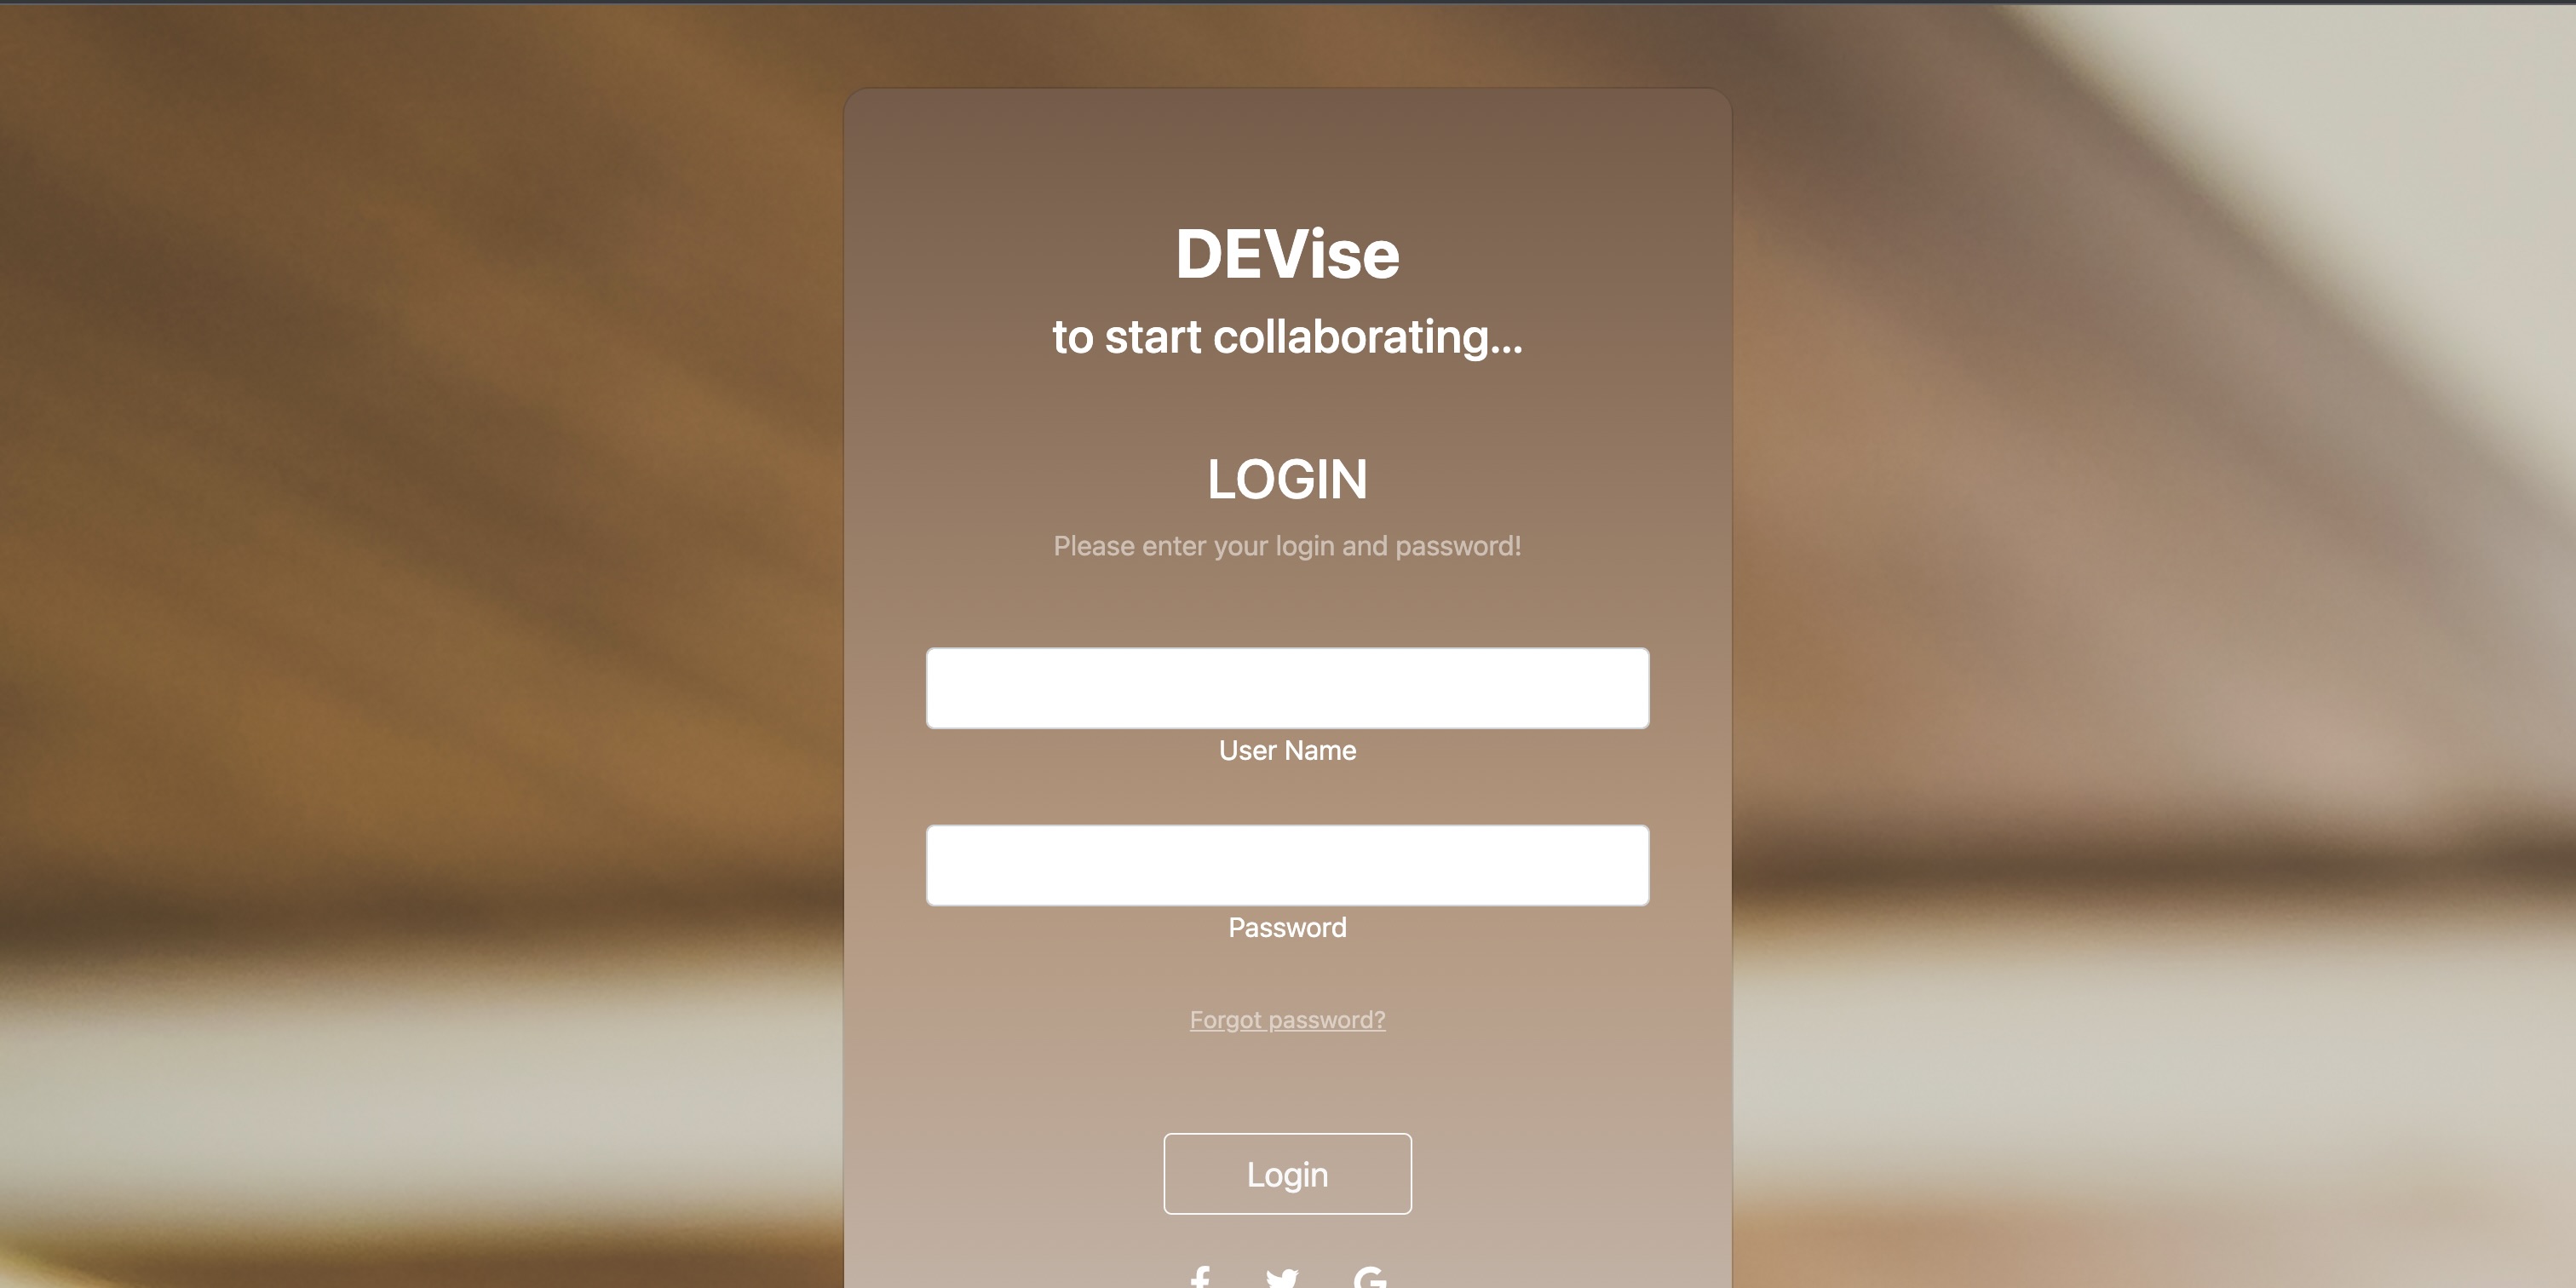 DEVise
to start collaborating...
LOGIN
Please enter your login and password!
User Name
Password
Forgot password?
Login